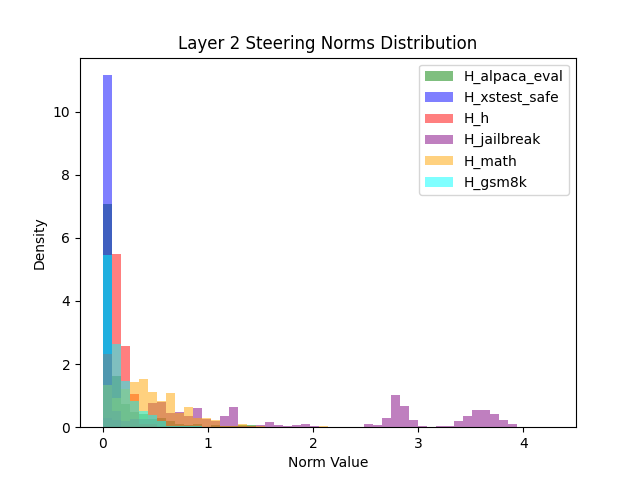 Layer 2 Steering Norms Distribution
H_alpaca_eval
H_xstest_safe
H_h
H_jailbreak
H_math
H_gsm8k
Density
10
8
6
4
2
0
0 1 2 3 4
Norm Value